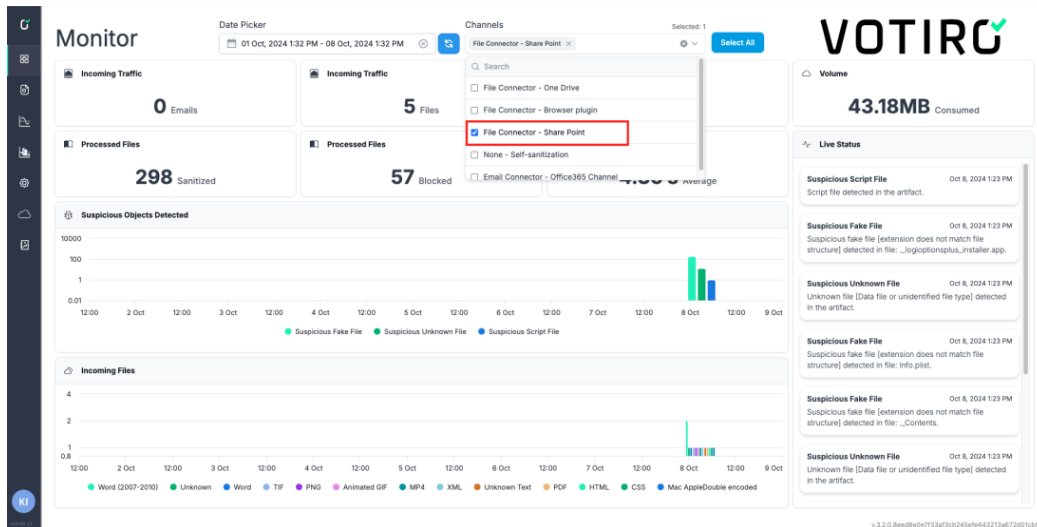 Monitor
Date Picker
01 Oct, 2024 1:32 PM - 08 Oct, 2024 1:32 PM
Channels
Selected: 1
File Connector - Share Point
Select All
VOTIRO
Search
File Connector - One Drive
File Connector - Browser plugin
File Connector - Share Point
None - Self-sanitization
Email Connector - Office365 Channel
Incoming Traffic
0 Emails
Incoming Traffic
5 Files
Volume
43.18MB Consumed
Processed Files
298 Sanitized
Processed Files
57 Blocked
Average
Suspicious Objects Detected
10000
100
1
0.01
12:00 2 Oct 12:00 3 Oct 12:00 4 Oct 12:00 5 Oct 12:00 6 Oct 12:00 7 Oct 12:00 8 Oct 12:00 9 Oct
Suspicious Fake File Suspicious Unknown File Suspicious Script File
Incoming Files
4
2
1
0.8
12:00 2 Oct 12:00 3 Oct 12:00 4 Oct 12:00 5 Oct 12:00 6 Oct 12:00 7 Oct 12:00 8 Oct 12:00 9 Oct
Word (2007-2010) Unknown Word TIF PNG Animated GIF MP4 XML Unknown Text PDF HTML CSS Mac AppleDouble encoded
Live Status
Suspicious Script File Oct 8, 2024 1:23 PM
Script file detected in the artifact.
Suspicious Fake File Oct 8, 2024 1:23 PM
Suspicious fake file [extension does not match file
structure] detected in file: ._logioptionsplus_installer.app.
Suspicious Unknown File Oct 8, 2024 1:23 PM
Unknown file [Data file or unidentified file type] detected
in the artifact.
Suspicious Fake File Oct 8, 2024 1:23 PM
Suspicious fake file [extension does not match file
structure] detected in file: Info.plist.
Suspicious Fake File Oct 8, 2024 1:23 PM
Suspicious fake file [extension does not match file
structure] detected in file: ._Contents.
Suspicious Unknown File Oct 8, 2024 1:23 PM
Unknown file [Data file or unidentified file type] detected
in the artifact.
KI